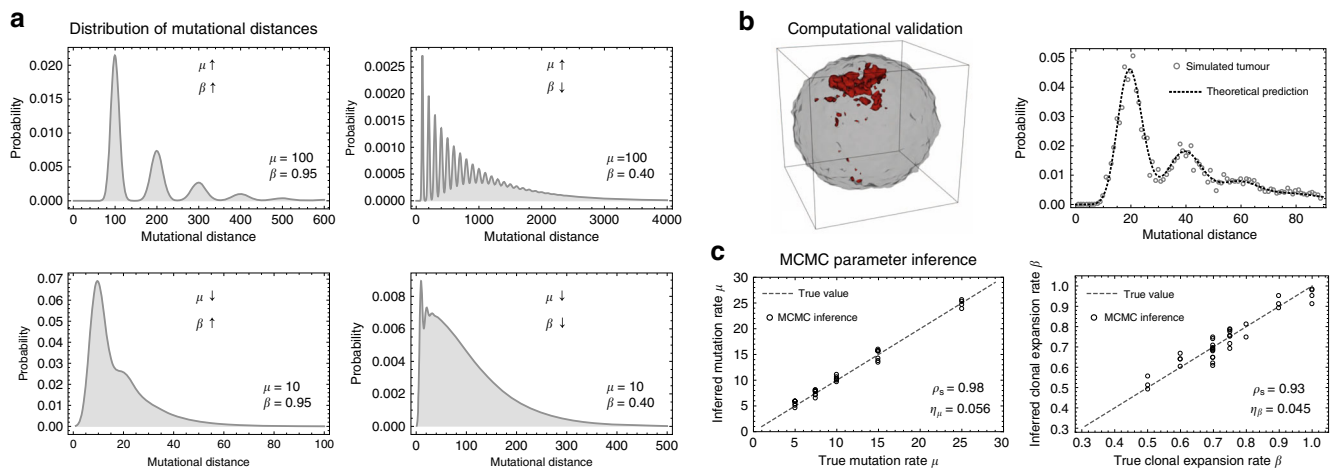 a
Distribution of mutational distances
0.020
0.015
0.010
0.005
0.000
Probability
μ ↑
β ↑
μ = 100
β = 0.95
0 100 200 300 400 500 600
Mutational distance
0.0025
0.0020
0.0015
0.0010
0.0005
0.0000
Probability
μ ↑
β ↓
μ =100
β = 0.40
0 1000 2000 3000 4000
Mutational distance
0.07
0.06
0.05
0.04
0.03
0.02
0.01
0.00
Probability
μ ↓
β ↑
μ = 10
β = 0.95
0 20 40 60 80 100
Mutational distance
0.008
0.006
0.004
0.002
0.000
Probability
μ ↓
β ↓
μ = 10
β = 0.40
0 100 200 300 400 500
Mutational distance
b
Computational validation
0.05
0.04
0.03
0.02
0.01
0.00
Probability
Simulated tumour
Theoretical prediction
0 20 40 60 80
Mutational distance
c
MCMC parameter inference
30
25
20
15
10
5
0
Inferred mutation rate μ
True value
MCMC inference
ρs = 0.98
ημ = 0.056
0 5 10 15 20 25 30
True mutation rate μ
1.0
0.9
0.8
0.7
0.6
0.5
0.4
0.3
Inferred clonal expansion rate β
True value
MCMC inference
ρs = 0.93
ηβ = 0.045
0.3 0.4 0.5 0.6 0.7 0.8 0.9 1.0
True clonal expansion rate β